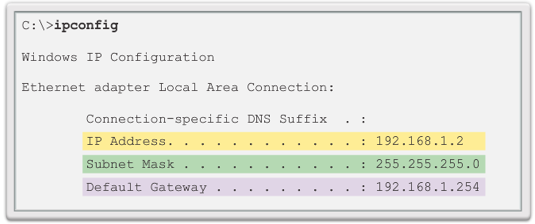 C:\>ipconfig
Windows IP Configuration
Ethernet adapter Local Area Connection:
Connection-specific DNS Suffix . :
IP Address. . . . . . . . . . . . : 192.168.1.2
Subnet Mask . . . . . . . . . . . : 255.255.255.0
Default Gateway . . . . . . . . . : 192.168.1.254